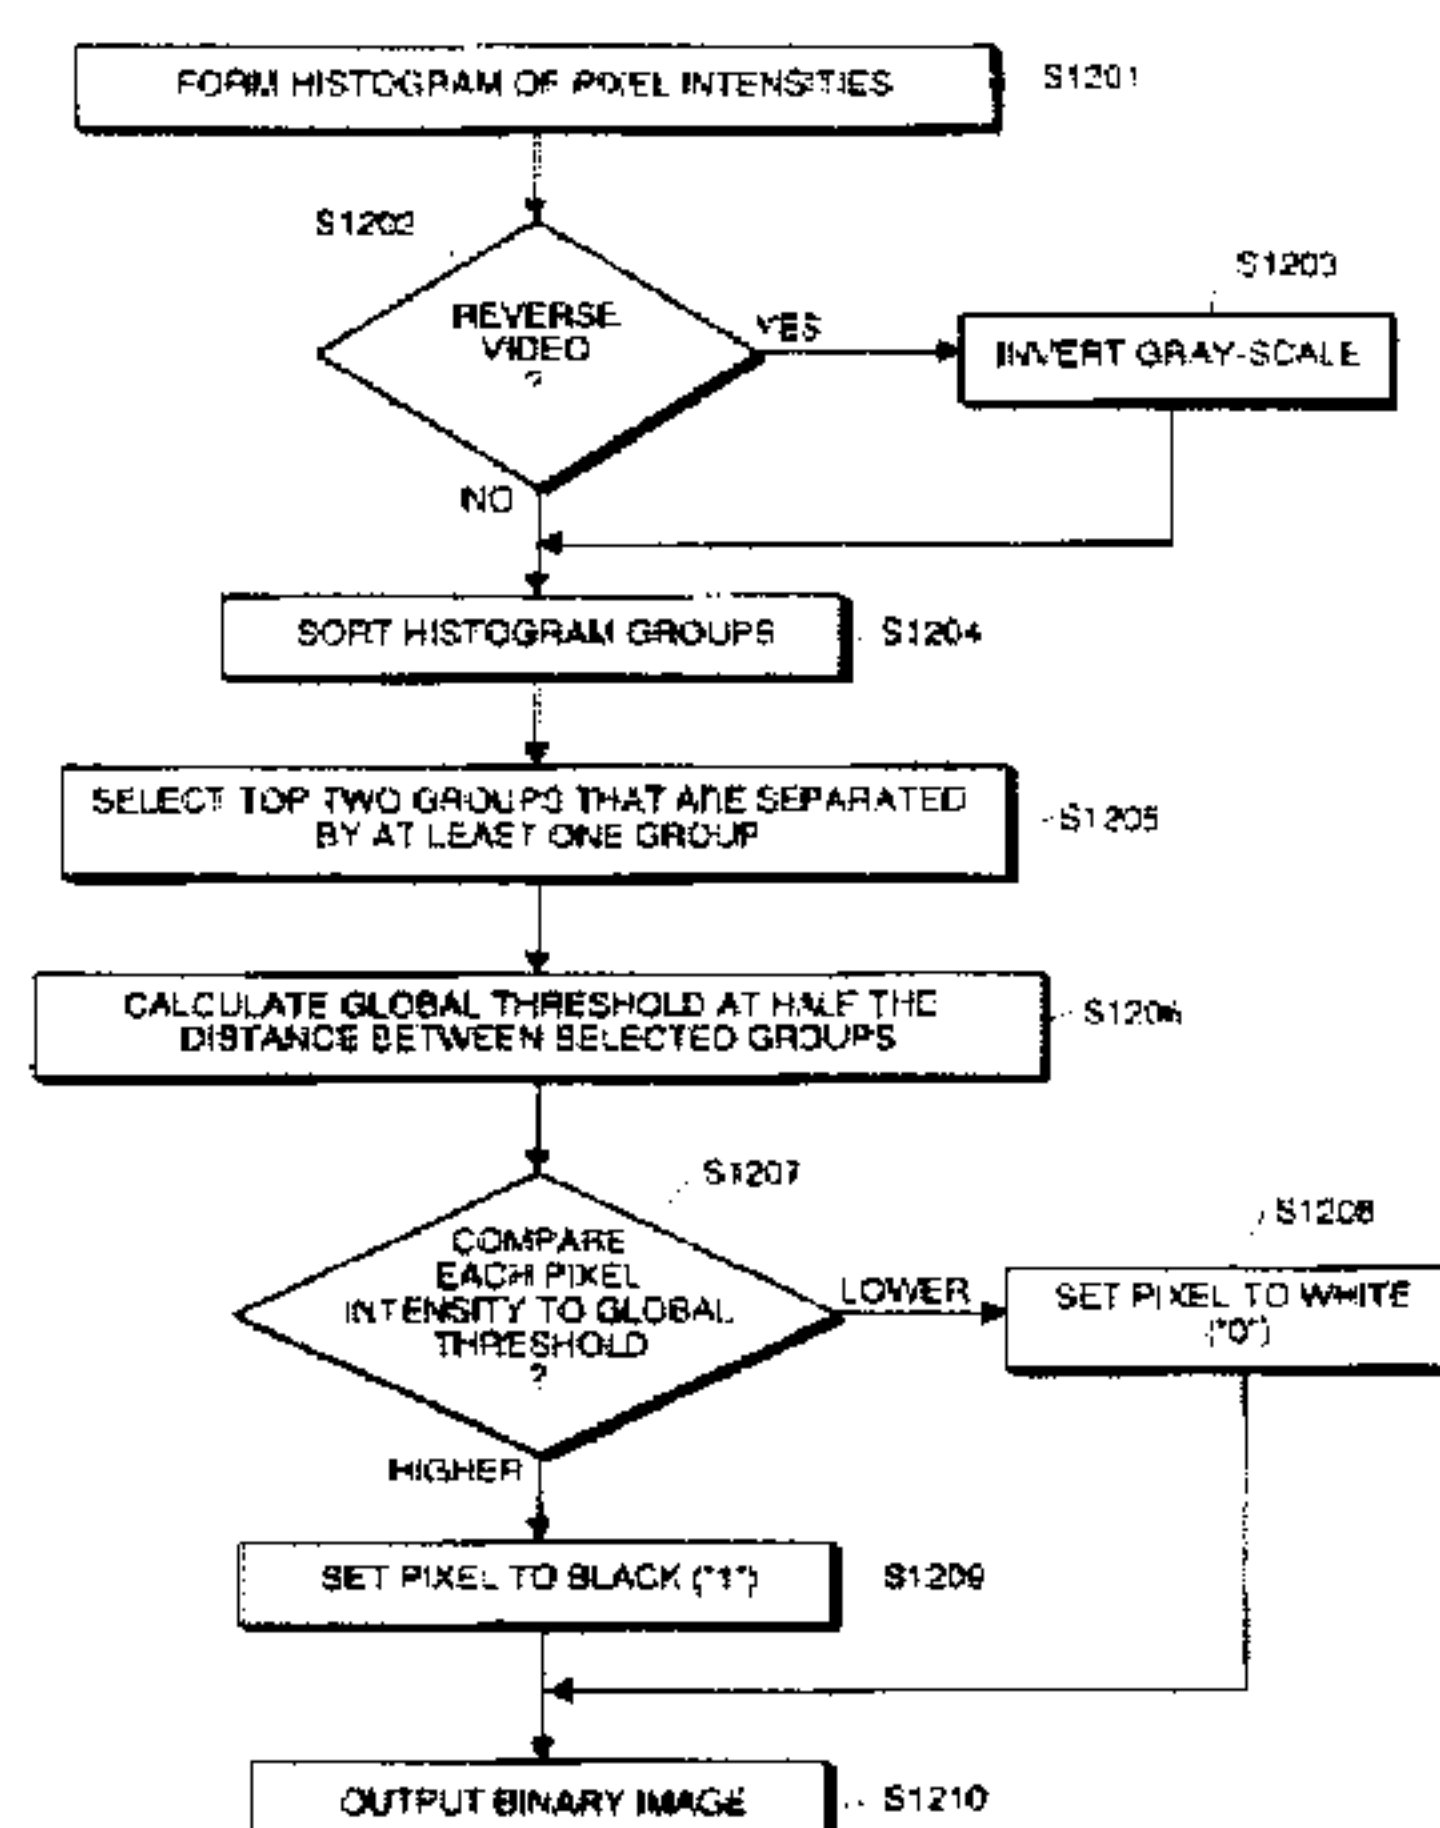 FORM HISTOGRAM OF PIXEL INTENSITIES
S1201
S1202
REVERSE
VIDEO
?
YES
S1203
INVERT GRAY-SCALE
NO
SORT HISTOGRAM GROUPS
S1204
SELECT TOP TWO GROUPS THAT ARE SEPARATED
BY AT LEAST ONE GROUP
S1205
CALCULATE GLOBAL THRESHOLD AT HALF THE
DISTANCE BETWEEN SELECTED GROUPS
S1206
S1207
COMPARE
EACH PIXEL
INTENSITY TO GLOBAL
THRESHOLD
?
LOWER
S1208
SET PIXEL TO WHITE
("0")
HIGHER
SET PIXEL TO BLACK ("1")
S1209
OUTPUT BINARY IMAGE
S1210